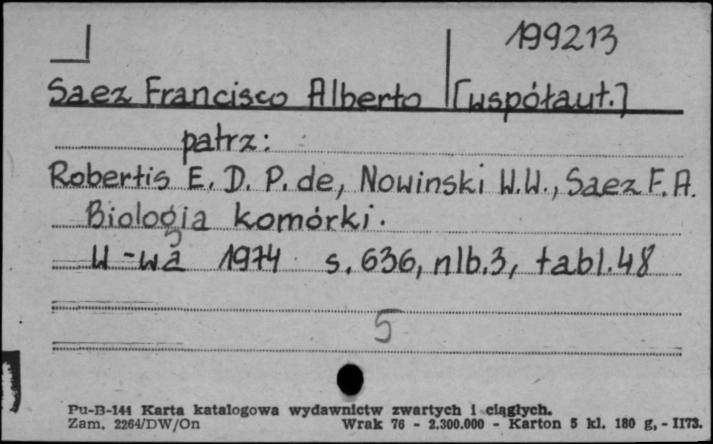 199213
Saez Francisco Alberto [współaut.]
patrz:
Robertis E. D. P. de, Nowinski W.W., Saez F. A.
Biologia komórki.
W-wa 1974 s. 636, nlb. 3, tabl. 48
5
Pu-B-144 Karta katalogowa wydawnictw zwartych i ciągłych.
Zam. 2264/DW/On Wrak 76 - 2.300.000 - Karton 5 kl. 180 g, - II73.